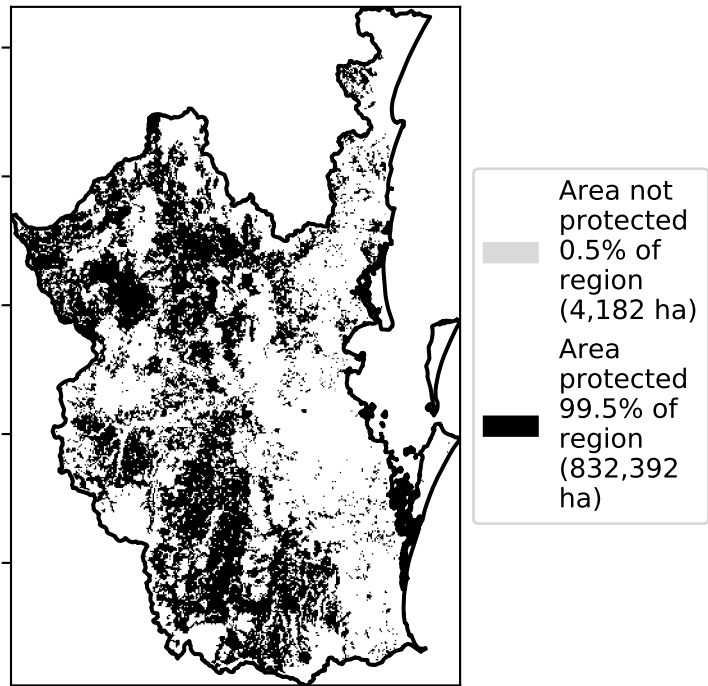 Area not
protected
0.5% of
region
(4,182 ha)
Area
protected
99.5% of
region
(832,392
ha)